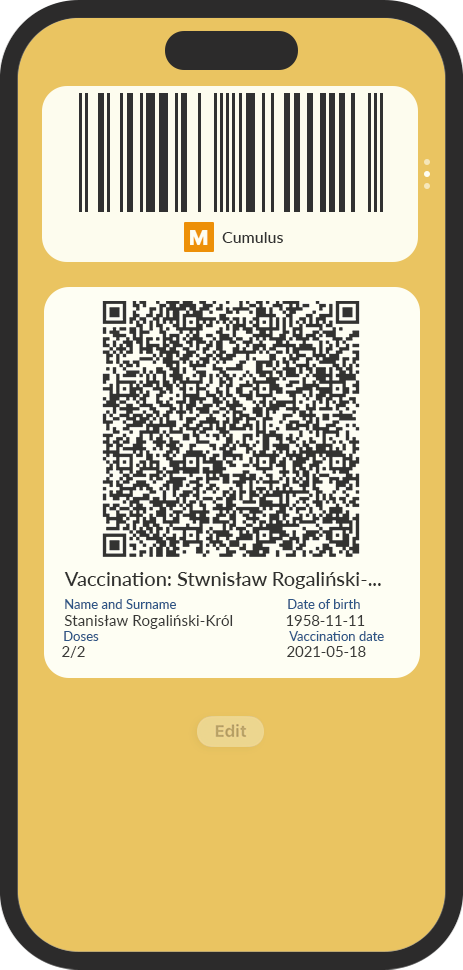 M Cumulus
Vaccination: Stwnisław Rogaliński-...
Name and Surname Date of birth
Stanisław Rogaliński-Król 1958-11-11
Doses Vaccination date
2/2 2021-05-18
Edit